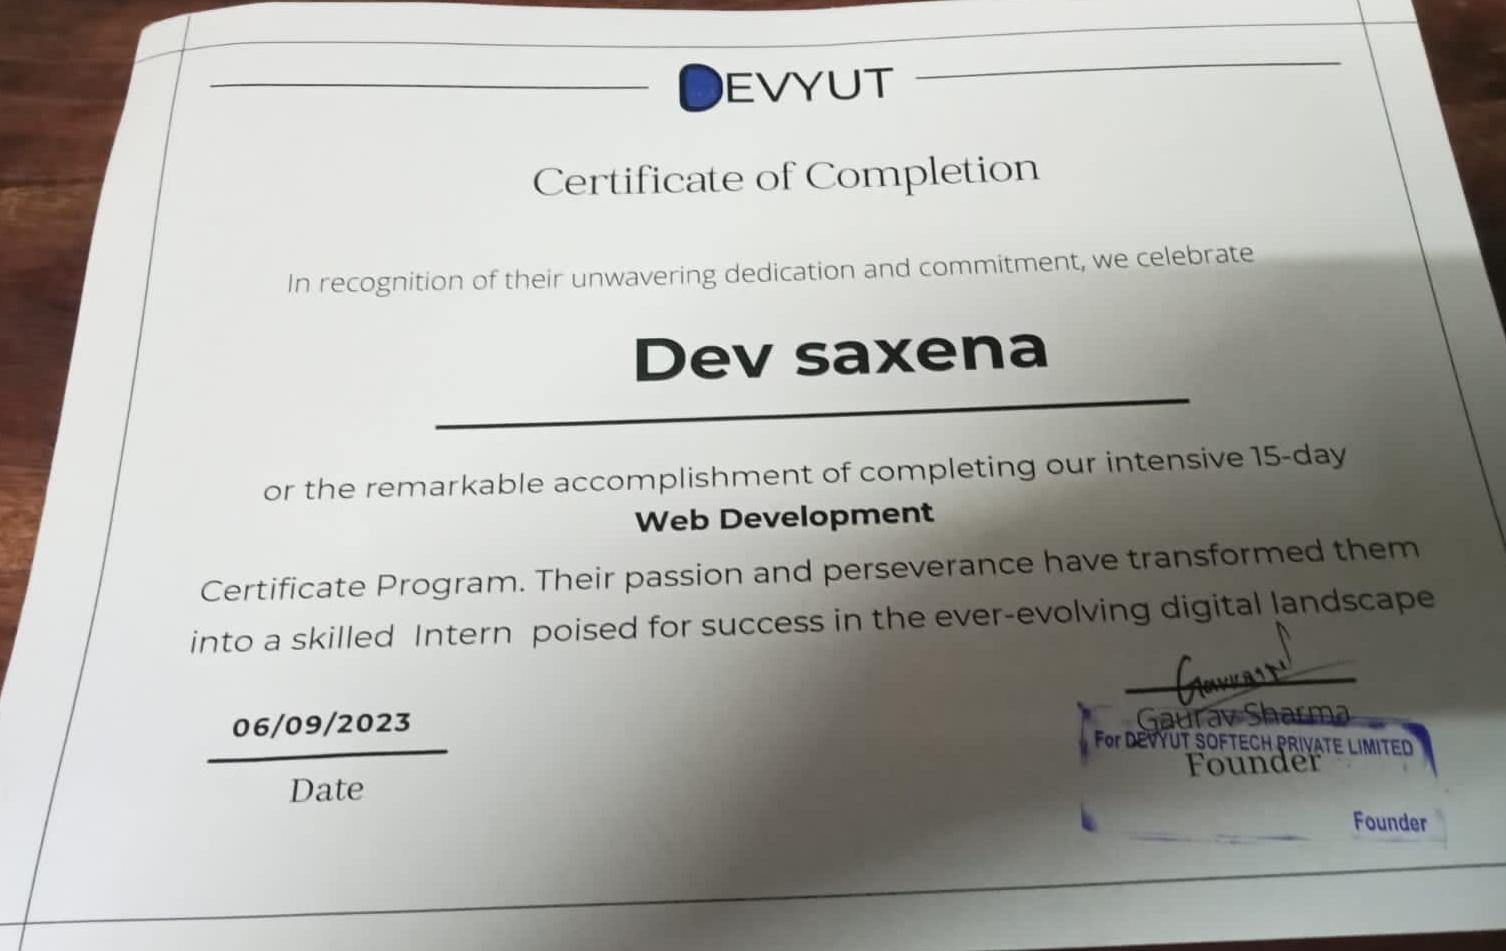 DEVYUT
Certificate of Completion
In recognition of their unwavering dedication and commitment, we celebrate
Dev saxena
or the remarkable accomplishment of completing our intensive 15-day
Web Development
Certificate Program. Their passion and perseverance have transformed them
into a skilled Intern poised for success in the ever-evolving digital landscape
06/09/2023
Date
Gaurav
Gaurav Sharma
For DEVYUT SOFTECH PRIVATE LIMITED
Founder
Founder